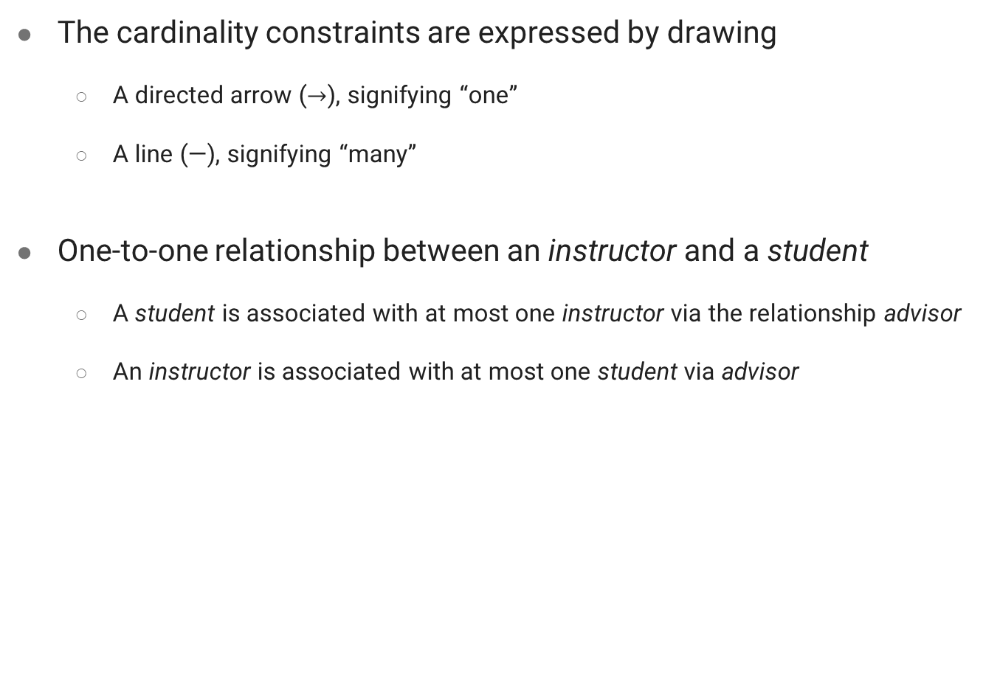 ● The cardinality constraints are expressed by drawing
○ A directed arrow (→), signifying “one”
○ A line (—), signifying “many”
● One-to-one relationship between an instructor and a student
○ A student is associated with at most one instructor via the relationship advisor
○ An instructor is associated with at most one student via advisor